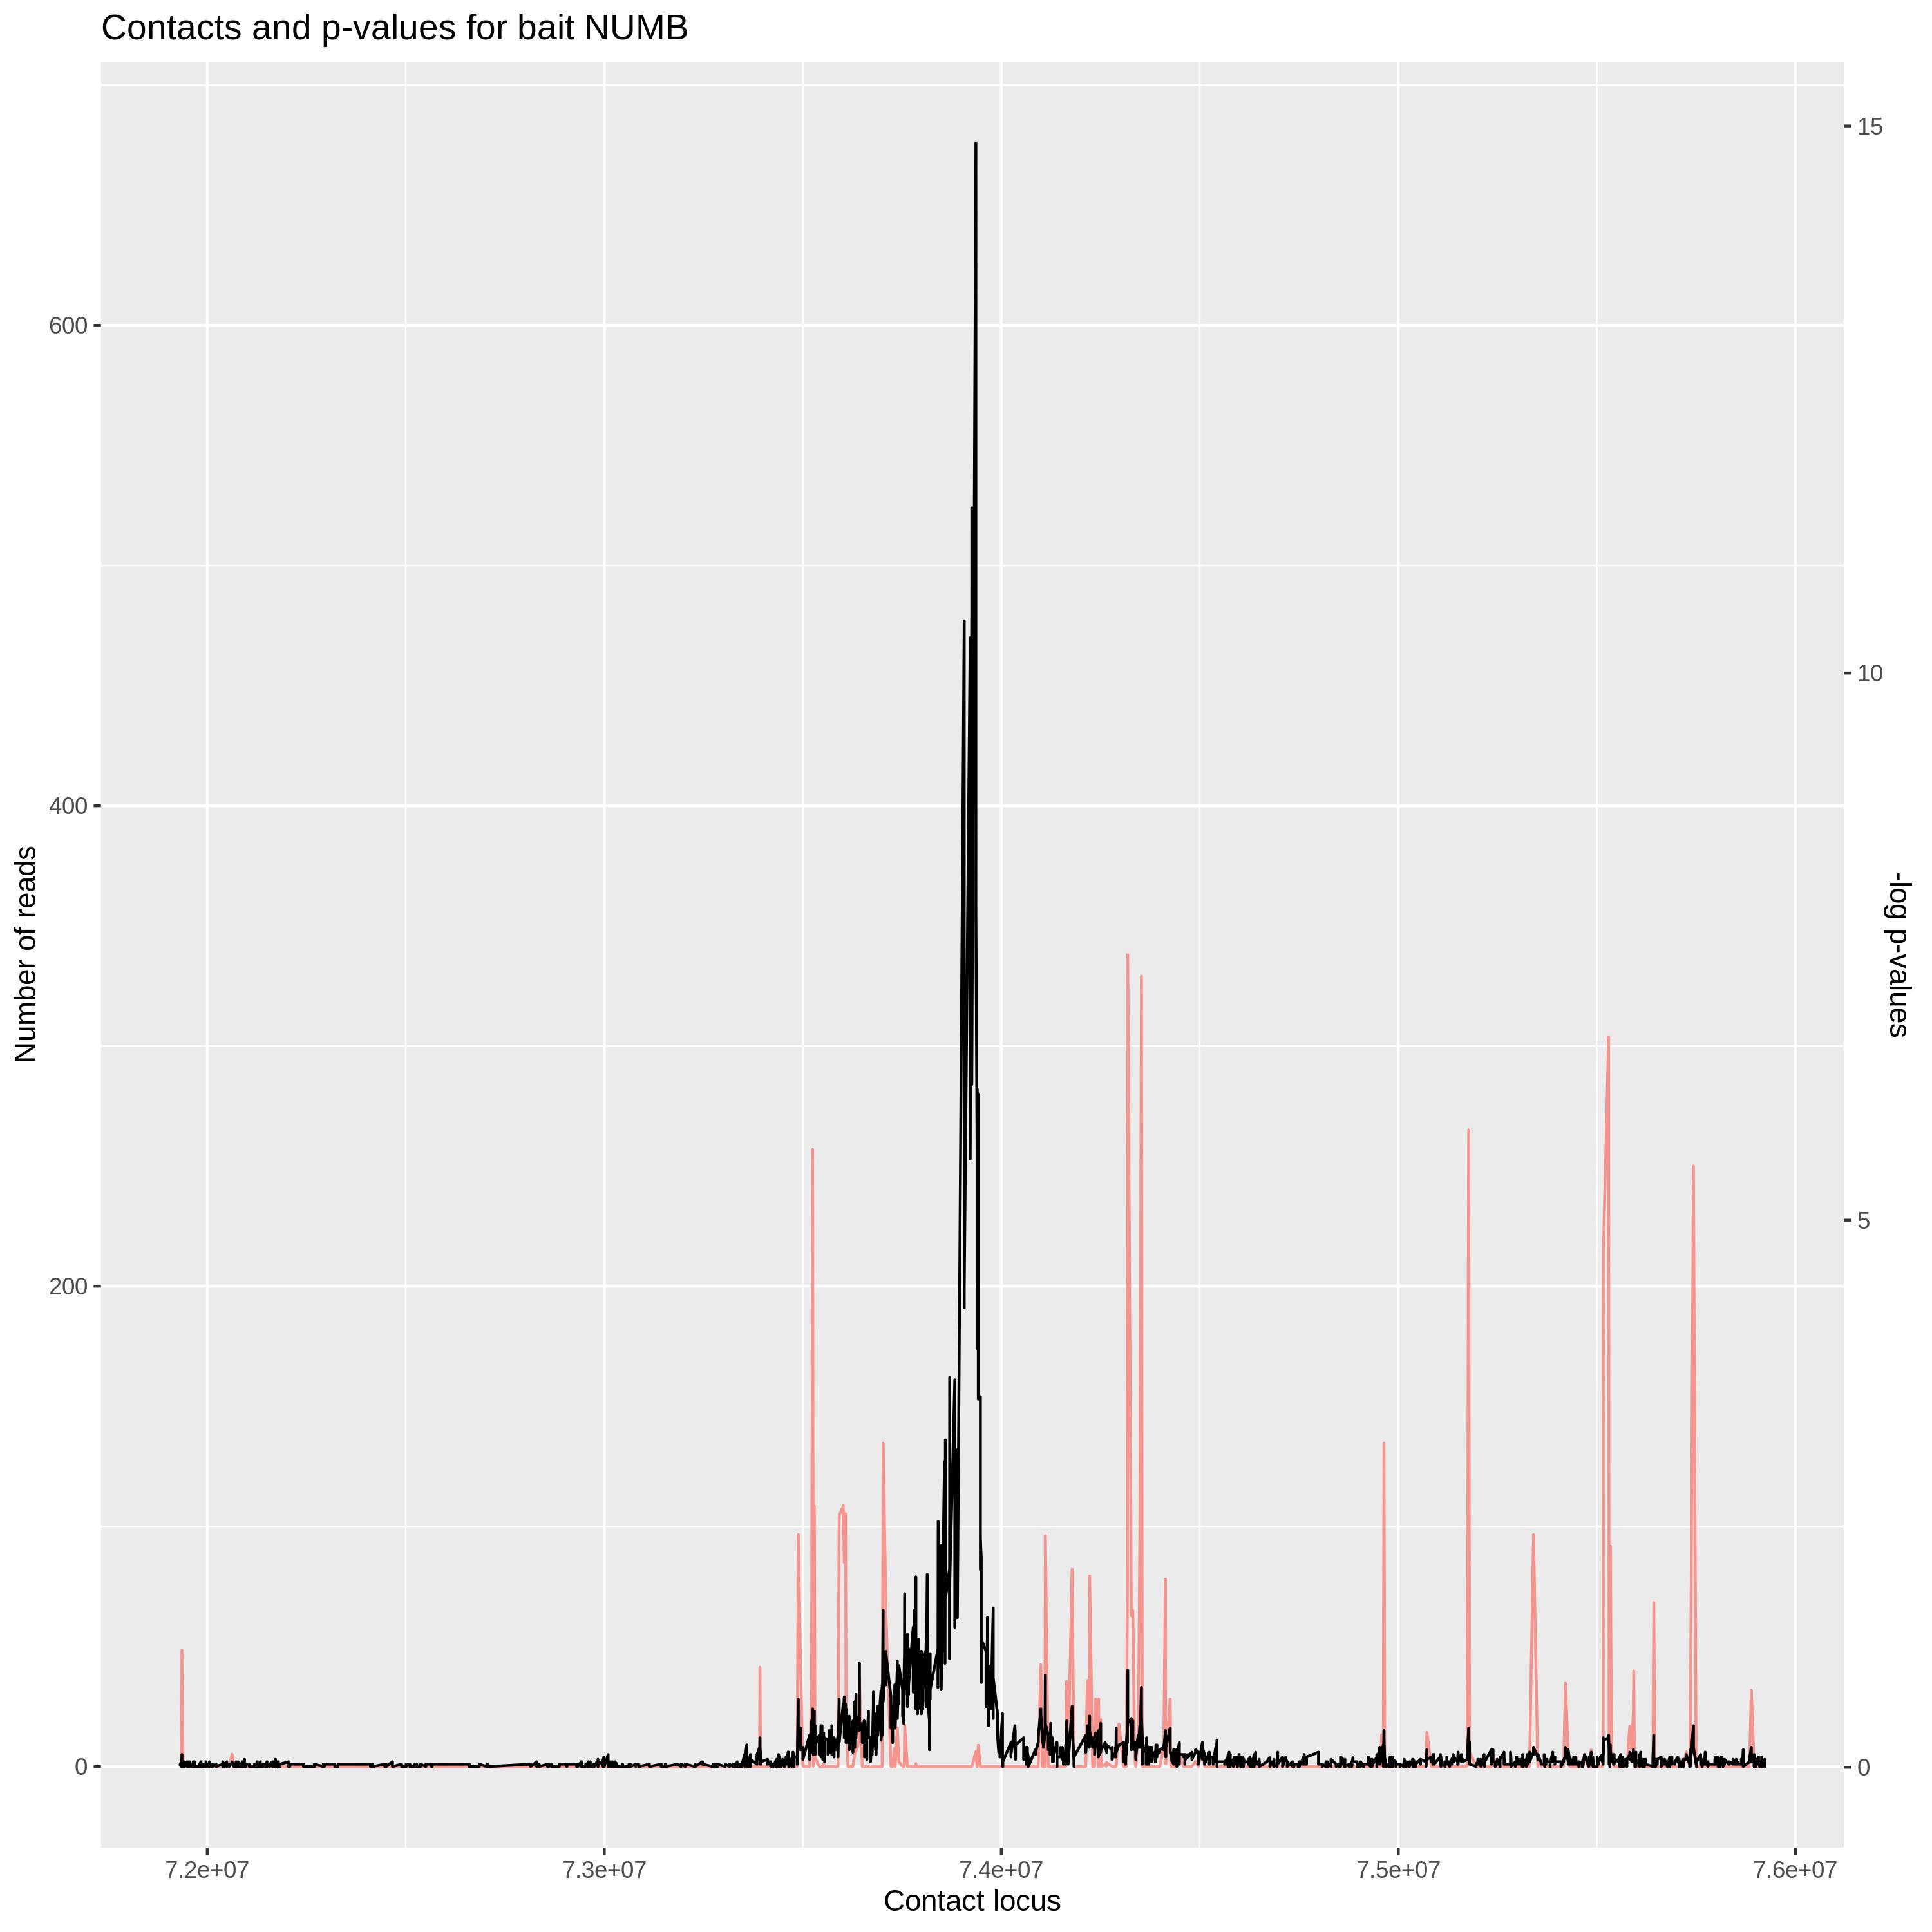 Contacts and p-values for bait NUMB
Number of reads
600
400
200
0
15
10
5
0
-log p-values
7.2e+07 7.3e+07 7.4e+07 7.5e+07 7.6e+07
Contact locus